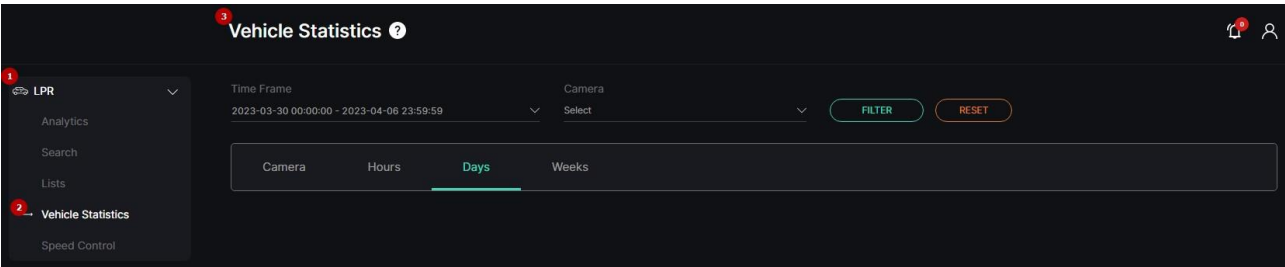 3
Vehicle Statistics ?
0
1
LPR
Analytics
Search
Lists
2
Vehicle Statistics
Speed Control
Time Frame
2023-03-30 00:00:00 - 2023-04-06 23:59:59
Camera
Select
FILTER
RESET
Camera Hours Days Weeks